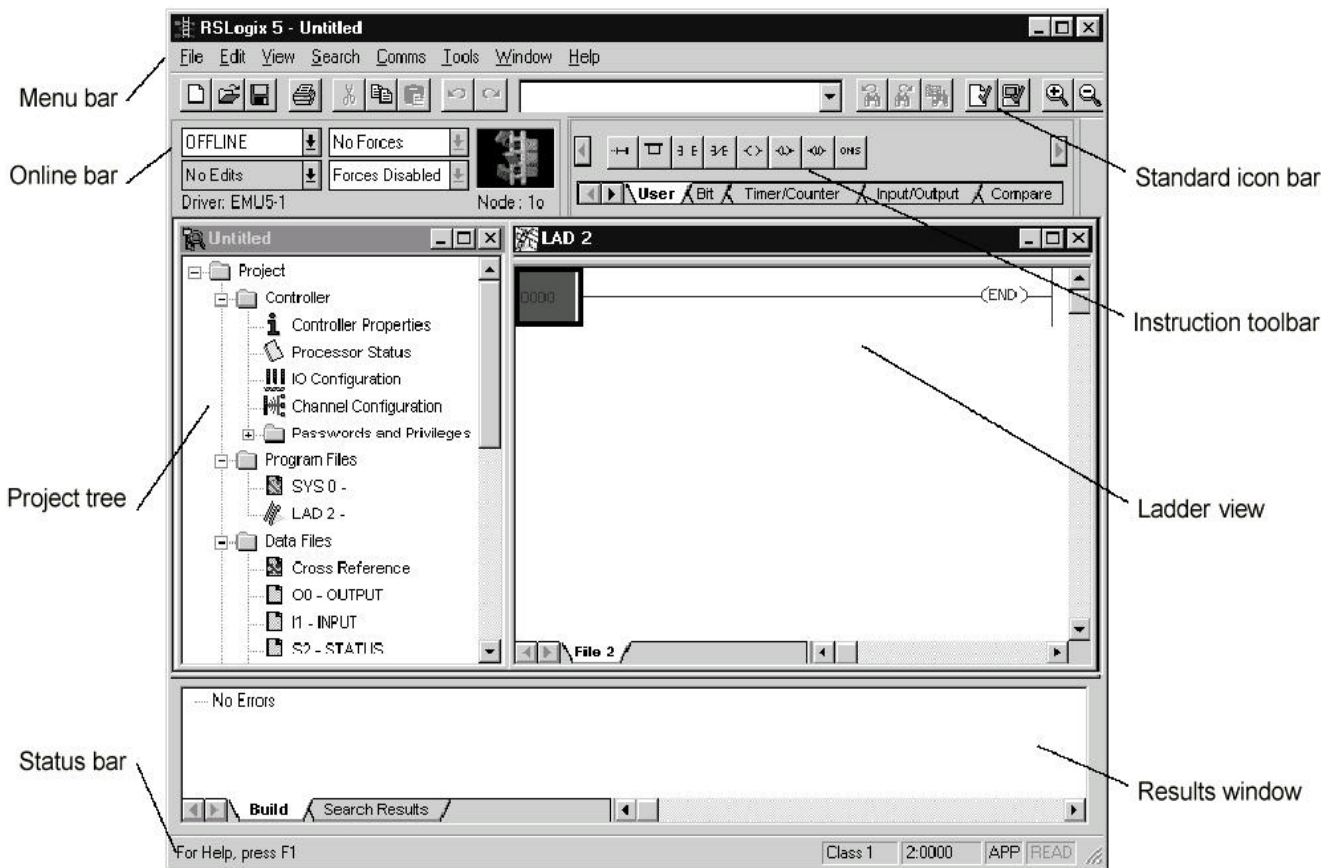 RSLogix 5 - Untitled
File Edit View Search Comms Tools Window Help
Menu bar
Online bar
OFFLINE No Forces
No Edits Forces Disabled
Driver: EMU5-1 Node : 1o
ONS
User Bit Timer/Counter Input/Output Compare
Standard icon bar
Instruction toolbar
Untitled
Project
Controller
Controller Properties
Processor Status
IO Configuration
Channel Configuration
Passwords and Privileges
Program Files
SYS 0 -
LAD 2 -
Data Files
Cross Reference
O0 - OUTPUT
I1 - INPUT
S2 - STATUS
Project tree
LAD 2
0000
END
File 2
Ladder view
No Errors
Build Search Results
Results window
Status bar
For Help, press F1 Class 1 2:0000 APP READ